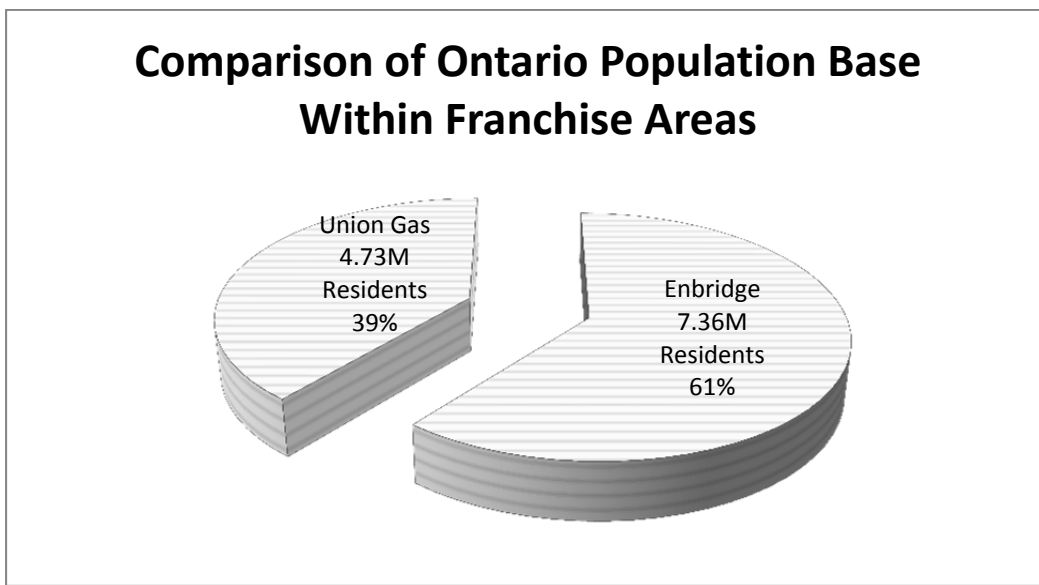 Comparison of Ontario Population Base
Within Franchise Areas
Union Gas
4.73M
Residents
39%
Enbridge
7.36M
Residents
61%